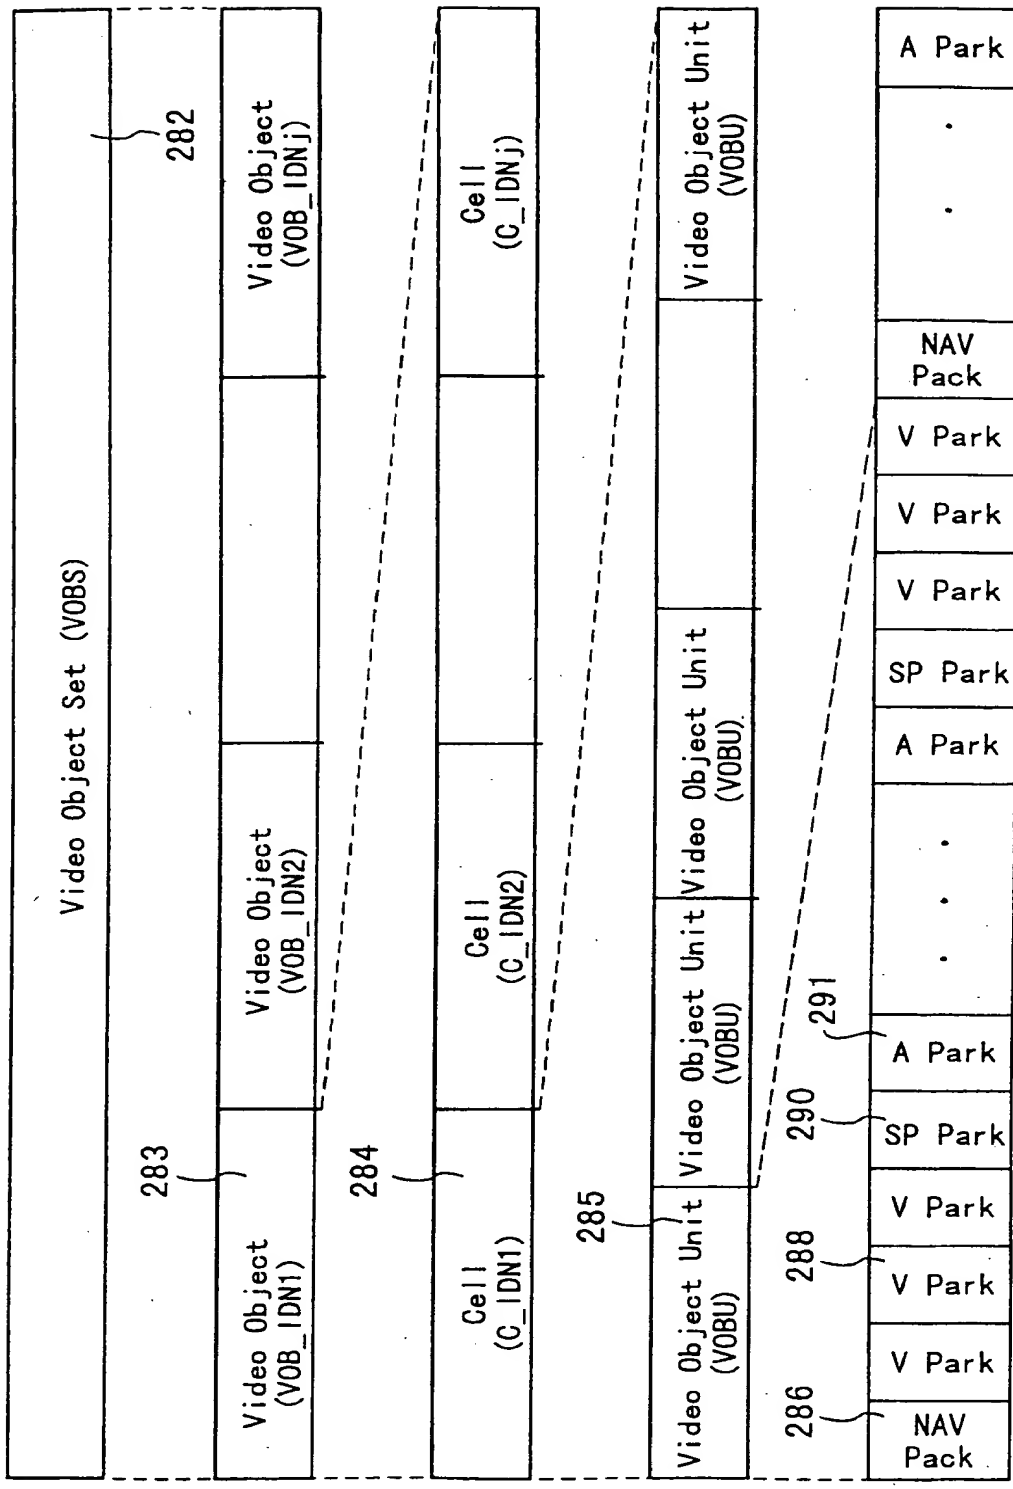 Video Object Set (VOBS)
282
283
Video Object
(VOB_IDN1)
Video Object
(VOB_IDN2)
Video Object
(VOB_IDNj)
284
Cell
(C_IDN1)
Cell
(C_IDN2)
Cell
(C_IDNj)
285
Video Object Unit
(VOBU)
Video Object Unit
(VOBU)
Video Object Unit
(VOBU)
Video Object Unit
(VOBU)
286
288
290
291
NAV
Pack
V Park
V Park
V Park
SP Park
A Park
. . .
A Park
SP Park
V Park
V Park
V Park
NAV
Pack
. .
A Park